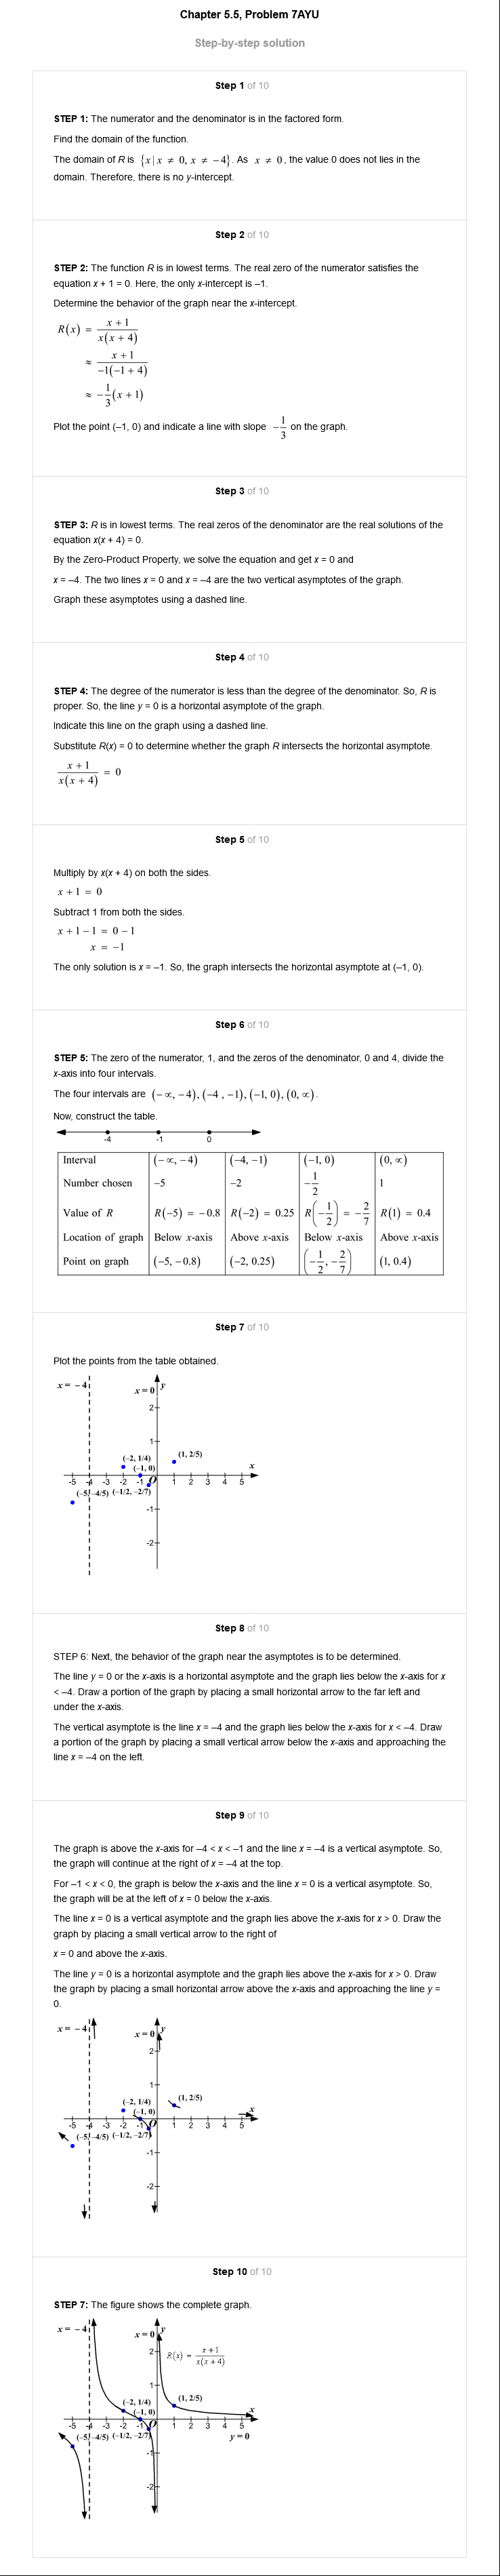 Chapter 5.5, Problem 7AYU
Step-by-step solution
Step 1 of 10
STEP 1: The numerator and the denominator is in the factored form.
Find the domain of the function.
The domain of R is {x | x ≠ 0, x ≠ −4}. As x ≠ 0, the value 0 does not lies in the
domain. Therefore, there is no y-intercept.
Step 2 of 10
STEP 2: The function R is in lowest terms. The real zero of the numerator satisfies the
equation x + 1 = 0. Here, the only x-intercept is –1.
Determine the behavior of the graph near the x-intercept.
R(x) = (x + 1)/(x(x + 4))
≈ (x + 1)/(−1(−1 + 4))
≈ −1/3(x + 1)
Plot the point (–1, 0) and indicate a line with slope −1/3 on the graph.
Step 3 of 10
STEP 3: R is in lowest terms. The real zeros of the denominator are the real solutions of the
equation x(x + 4) = 0.
By the Zero-Product Property, we solve the equation and get x = 0 and
x = –4. The two lines x = 0 and x = –4 are the two vertical asymptotes of the graph.
Graph these asymptotes using a dashed line.
Step 4 of 10
STEP 4: The degree of the numerator is less than the degree of the denominator. So, R is
proper. So, the line y = 0 is a horizontal asymptote of the graph.
Indicate this line on the graph using a dashed line.
Substitute R(x) = 0 to determine whether the graph R intersects the horizontal asymptote.
(x + 1)/(x(x + 4)) = 0
Step 5 of 10
Multiply by x(x + 4) on both the sides.
x + 1 = 0
Subtract 1 from both the sides.
x + 1 − 1 = 0 − 1
x = −1
The only solution is x = –1. So, the graph intersects the horizontal asymptote at (–1, 0).
Step 6 of 10
STEP 5: The zero of the numerator, 1, and the zeros of the denominator, 0 and 4, divide the
x-axis into four intervals.
The four intervals are (−∞, −4), (−4, −1), (−1, 0), (0, ∞).
Now, construct the table.
-4 -1 0
Interval (−∞, −4) (−4, −1) (−1, 0) (0, ∞)
Number chosen −5 −2 −1/2 1
Value of R R(−5) = −0.8 R(−2) = 0.25 R(−1/2) = −2/7 R(1) = 0.4
Location of graph Below x-axis Above x-axis Below x-axis Above x-axis
Point on graph (−5, −0.8) (−2, 0.25) (−1/2, −2/7) (1, 0.4)
Step 7 of 10
Plot the points from the table obtained.
x = −4 x = 0 y
2
1
(−2, 1/4) (1, 2/5)
(−1, 0) x
-5 -4 -3 -2 -1 O 1 2 3 4 5
(−5, −4/5) (−1/2, −2/7)
-1
-2
Step 8 of 10
STEP 6: Next, the behavior of the graph near the asymptotes is to be determined.
The line y = 0 or the x-axis is a horizontal asymptote and the graph lies below the x-axis for x
< –4. Draw a portion of the graph by placing a small horizontal arrow to the far left and
under the x-axis.
The vertical asymptote is the line x = –4 and the graph lies below the x-axis for x < –4. Draw
a portion of the graph by placing a small vertical arrow below the x-axis and approaching the
line x = –4 on the left.
Step 9 of 10
The graph is above the x-axis for –4 < x < –1 and the line x = –4 is a vertical asymptote. So,
the graph will continue at the right of x = –4 at the top.
For –1 < x < 0, the graph is below the x-axis and the line x = 0 is a vertical asymptote. So,
the graph will be at the left of x = 0 below the x-axis.
The line x = 0 is a vertical asymptote and the graph lies above the x-axis for x > 0. Draw the
graph by placing a small vertical arrow to the right of
x = 0 and above the x-axis.
The line y = 0 is a horizontal asymptote and the graph lies above the x-axis for x > 0. Draw
the graph by placing a small horizontal arrow above the x-axis and approaching the line y =
0.
x = −4 x = 0 y
2
1
(−2, 1/4) (1, 2/5)
(−1, 0) x
-5 -4 -3 -2 -1 O 1 2 3 4 5
(−5, −4/5) (−1/2, −2/7)
-1
-2
Step 10 of 10
STEP 7: The figure shows the complete graph.
x = −4 x = 0 y
2
R(x) = (x+1)/(x(x+4))
1
(−2, 1/4) (1, 2/5)
(−1, 0) x
-5 -4 -3 -2 -1 O 1 2 3 4 5
(−5, −4/5) (−1/2, −2/7) y = 0
-1
-2